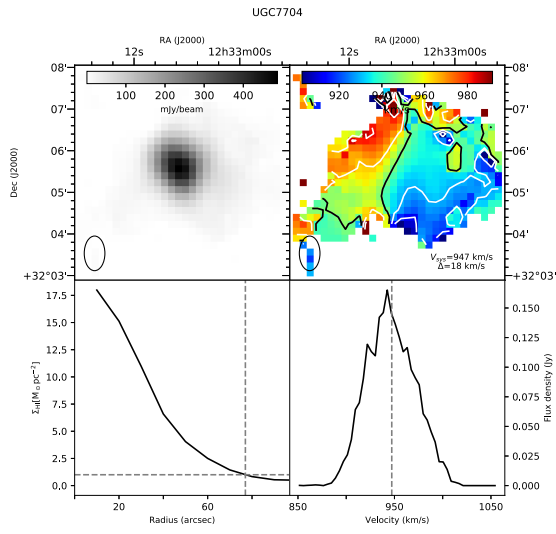 UGC7704
RA (J2000)
RA (J2000)
12s
12h33m00s
12s
12h33m00s
08'
07'
06'
05'
04'
+32°03'
Dec (J2000)
100
200
300
400
mJy/beam
920
940
960
980
08'
07'
06'
05'
04'
+32°03'
V_sys=947 km/s
Δ=18 km/s
17.5
15.0
12.5
10.0
7.5
5.0
2.5
0.0
Σ_HI[M_⊙pc^−2]
20
60
Radius (arcsec)
850
950
1050
Velocity (km/s)
0.150
0.125
0.100
0.075
0.050
0.025
0.000
Flux density (Jy)